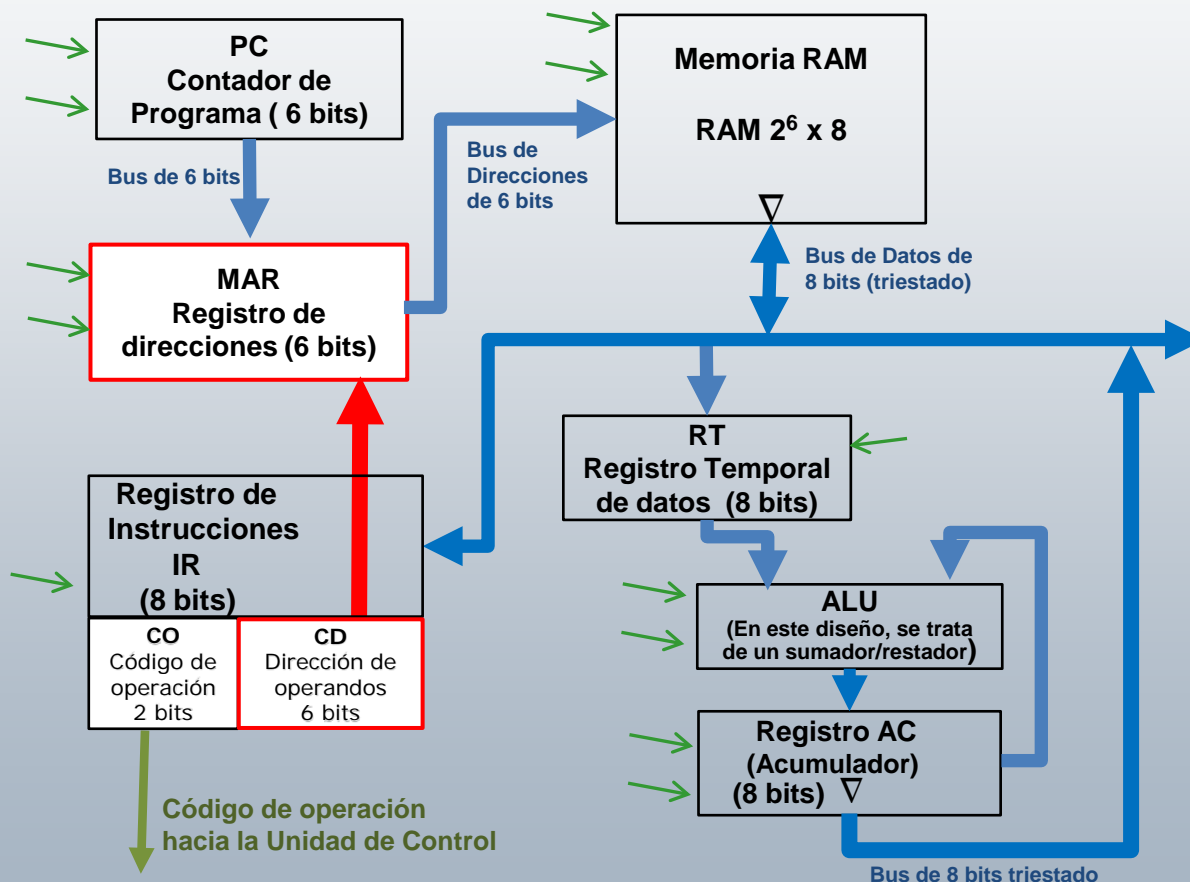 PC
Contador de
Programa ( 6 bits)
Bus de 6 bits
Memoria RAM
RAM 2⁶ x 8
Bus de
Direcciones
de 6 bits
MAR
Registro de
direcciones (6 bits)
Bus de Datos de
8 bits (triestado)
RT
Registro Temporal
de datos (8 bits)
Registro de
Instrucciones
IR
(8 bits)
CO
Código de
operación
2 bits
CD
Dirección de
operandos
6 bits
ALU
(En este diseño, se trata
de un sumador/restador)
Registro AC
(Acumulador)
(8 bits)
Código de operación
hacia la Unidad de Control
Bus de 8 bits triestado